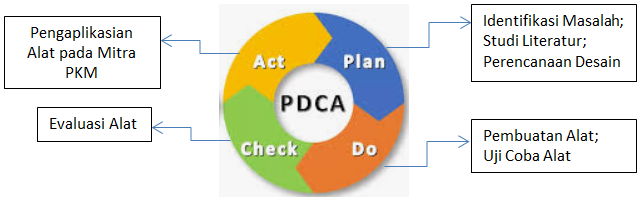 Pengaplikasian
Alat pada Mitra
PKM
Identifikasi Masalah;
Studi Literatur;
Perencanaan Desain
Act
Plan
PDCA
Evaluasi Alat
Check
Do
Pembuatan Alat;
Uji Coba Alat